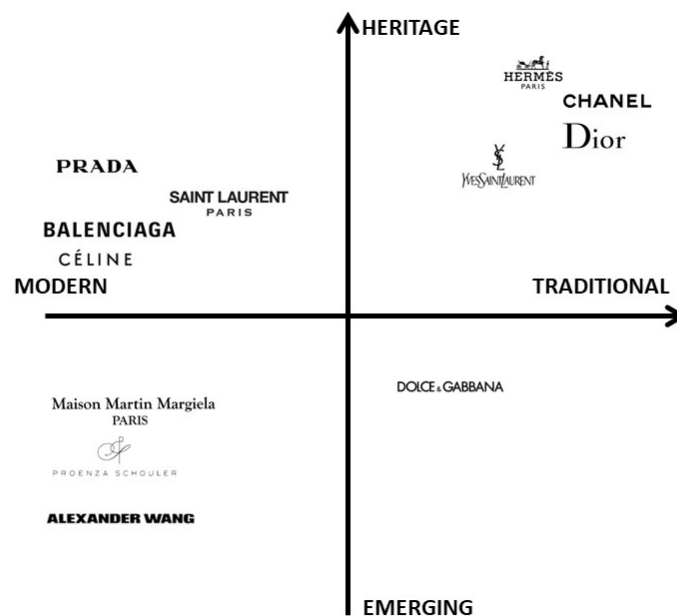 HERITAGE
HERMÈS
PARIS
CHANEL
Dior
YSL
YVESSAINTLAURENT
PRADA
SAINT LAURENT
PARIS
BALENCIAGA
CÉLINE
MODERN
TRADITIONAL
DOLCE & GABBANA
Maison Martin Margiela
PARIS
PROENZA SCHOULER
ALEXANDER WANG
EMERGING